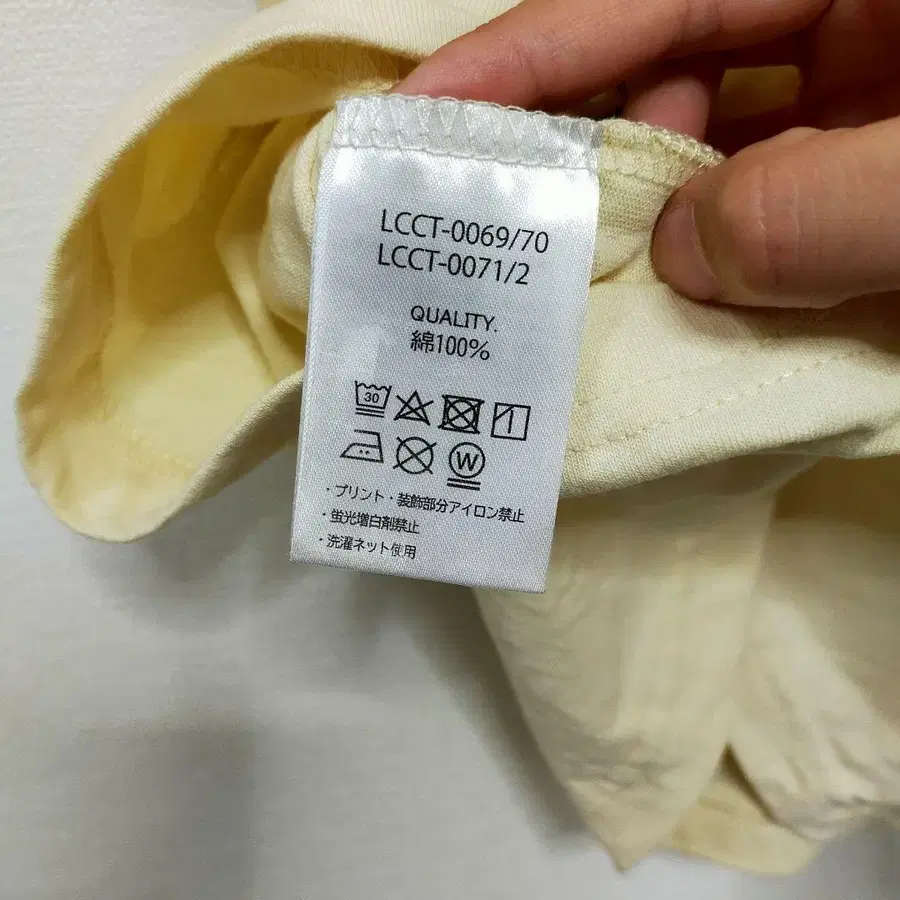 LCCT-0069/70
LCCT-0071/2
QUALITY.
綿100%
30
W
・プリント・装飾部分アイロン禁止
・蛍光増白剤禁止
・洗濯ネット使用